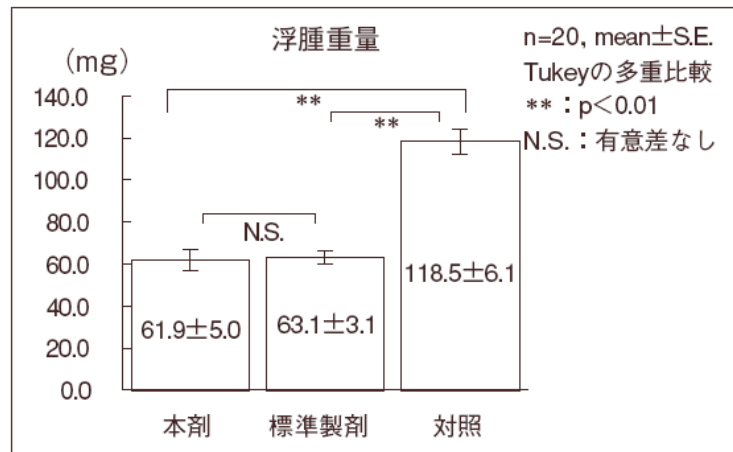 浮腫重量
n=20, mean±S.E.
Tukeyの多重比較
**：p<0.01
N.S.：有意差なし
(mg)
140.0
120.0
100.0
80.0
60.0
40.0
20.0
0.0
**
**
N.S.
61.9±5.0
63.1±3.1
118.5±6.1
本剤
標準製剤
対照